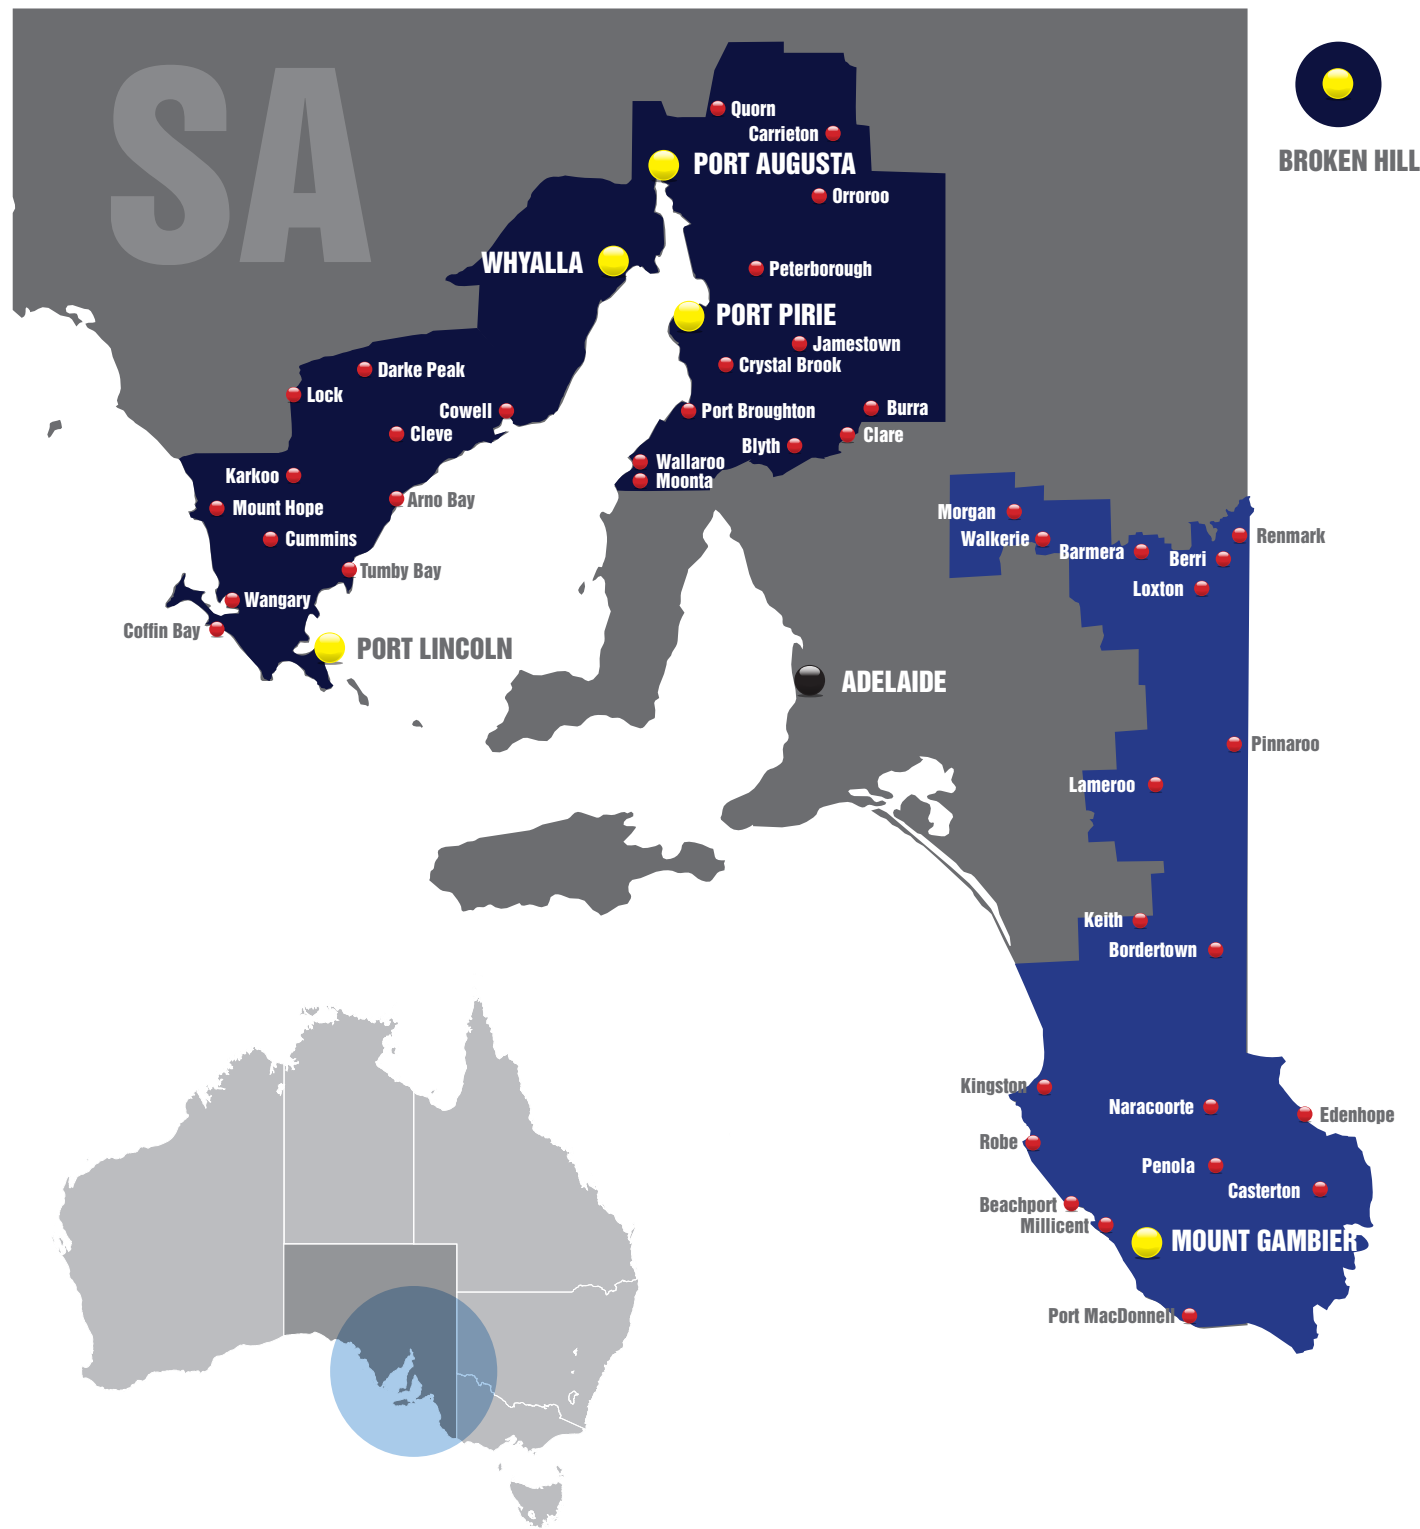 SA
BROKEN HILL
Quorn
Carrieton
PORT AUGUSTA
Orroroo
WHYALLA
Peterborough
PORT PIRIE
Jamestown
Crystal Brook
Darke Peak
Lock
Cowell
Port Broughton
Burra
Cleve
Clare
Blyth
Wallaroo
Karkoo
Moonta
Arno Bay
Mount Hope
Morgan
Renmark
Cummins
Walkerie
Barmera
Berri
Tumby Bay
Loxton
Wangary
Coffin Bay
PORT LINCOLN
ADELAIDE
Pinnaroo
Lameroo
Keith
Bordertown
Kingston
Naracoorte
Edenhope
Robe
Penola
Casterton
Beachport
Millicent
MOUNT GAMBIER
Port MacDonnell